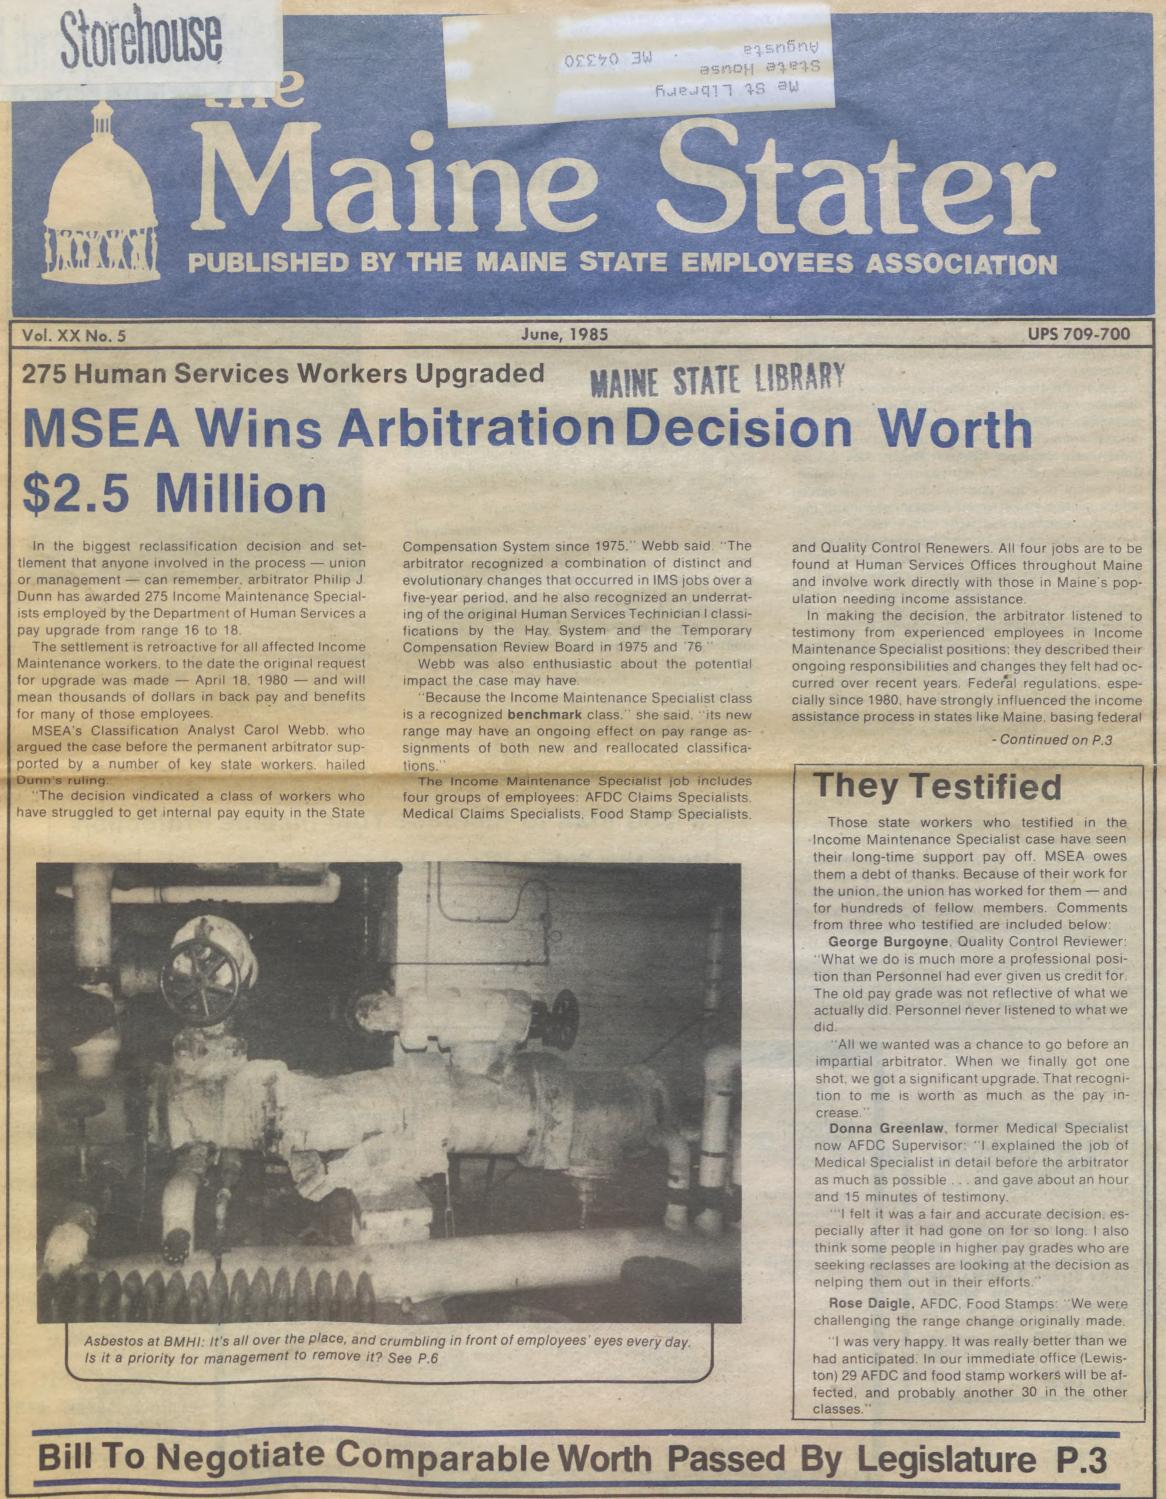 Storehouse
Me St Library
State House
Augusta ME 04330
the
Maine Stater
PUBLISHED BY THE MAINE STATE EMPLOYEES ASSOCIATION
Vol. XX No. 5 June, 1985 UPS 709-700
275 Human Services Workers Upgraded
MAINE STATE LIBRARY
MSEA Wins Arbitration Decision Worth
$2.5 Million
In the biggest reclassification decision and set-
tlement that anyone involved in the process — union
or management — can remember, arbitrator Philip J.
Dunn has awarded 275 Income Maintenance Special-
ists employed by the Department of Human Services a
pay upgrade from range 16 to 18.
The settlement is retroactive for all affected Income
Maintenance workers, to the date the original request
for upgrade was made — April 18, 1980 — and will
mean thousands of dollars in back pay and benefits
for many of those employees.
MSEA's Classification Analyst Carol Webb, who
argued the case before the permanent arbitrator sup-
ported by a number of key state workers, hailed
Dunn's ruling.
"The decision vindicated a class of workers who
have struggled to get internal pay equity in the State
Compensation System since 1975," Webb said. "The
arbitrator recognized a combination of distinct and
evolutionary changes that occurred in IMS jobs over a
five-year period, and he also recognized an underrat-
ing of the original Human Services Technician I classi-
fications by the Hay System and the Temporary
Compensation Review Board in 1975 and '76."
Webb was also enthusiastic about the potential
impact the case may have.
"Because the Income Maintenance Specialist class
is a recognized benchmark class," she said, "its new
range may have an ongoing effect on pay range as-
signments of both new and reallocated classifica-
tions."
The Income Maintenance Specialist job includes
four groups of employees: AFDC Claims Specialists,
Medical Claims Specialists, Food Stamp Specialists,
and Quality Control Renewers. All four jobs are to be
found at Human Services Offices throughout Maine
and involve work directly with those in Maine's pop-
ulation needing income assistance.
In making the decision, the arbitrator listened to
testimony from experienced employees in Income
Maintenance Specialist positions; they described their
ongoing responsibilities and changes they felt had oc-
curred over recent years. Federal regulations, espe-
cially since 1980, have strongly influenced the income
assistance process in states like Maine, basing federal
- Continued on P.3
They Testified
Those state workers who testified in the
Income Maintenance Specialist case have seen
their long-time support pay off. MSEA owes
them a debt of thanks. Because of their work for
the union, the union has worked for them — and
for hundreds of fellow members. Comments
from three who testified are included below:
George Burgoyne, Quality Control Reviewer:
"What we do is much more a professional posi-
tion than Personnel had ever given us credit for.
The old pay grade was not reflective of what we
actually did. Personnel never listened to what we
did.
"All we wanted was a chance to go before an
impartial arbitrator. When we finally got one
shot, we got a significant upgrade. That recogni-
tion to me is worth as much as the pay in-
crease."
Donna Greenlaw, former Medical Specialist
now AFDC Supervisor: "I explained the job of
Medical Specialist in detail before the arbitrator
as much as possible . . . and gave about an hour
and 15 minutes of testimony.
"'I felt it was a fair and accurate decision, es-
pecially after it had gone on for so long. I also
think some people in higher pay grades who are
seeking reclasses are looking at the decision as
helping them out in their efforts."
Rose Daigle, AFDC, Food Stamps: "We were
challenging the range change originally made.
"I was very happy. It was really better than we
had anticipated. In our immediate office (Lewis-
ton) 29 AFDC and food stamp workers will be af-
fected, and probably another 30 in the other
classes."
Asbestos at BMHI: It's all over the place, and crumbling in front of employees' eyes every day.
Is it a priority for management to remove it? See P.6
Bill To Negotiate Comparable Worth Passed By Legislature P.3